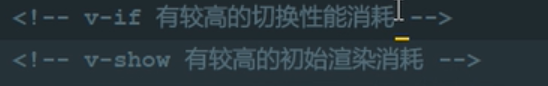 <!-- v-if 有较高的切换性能消耗 -->
<!-- v-show 有较高的初始渲染消耗 -->